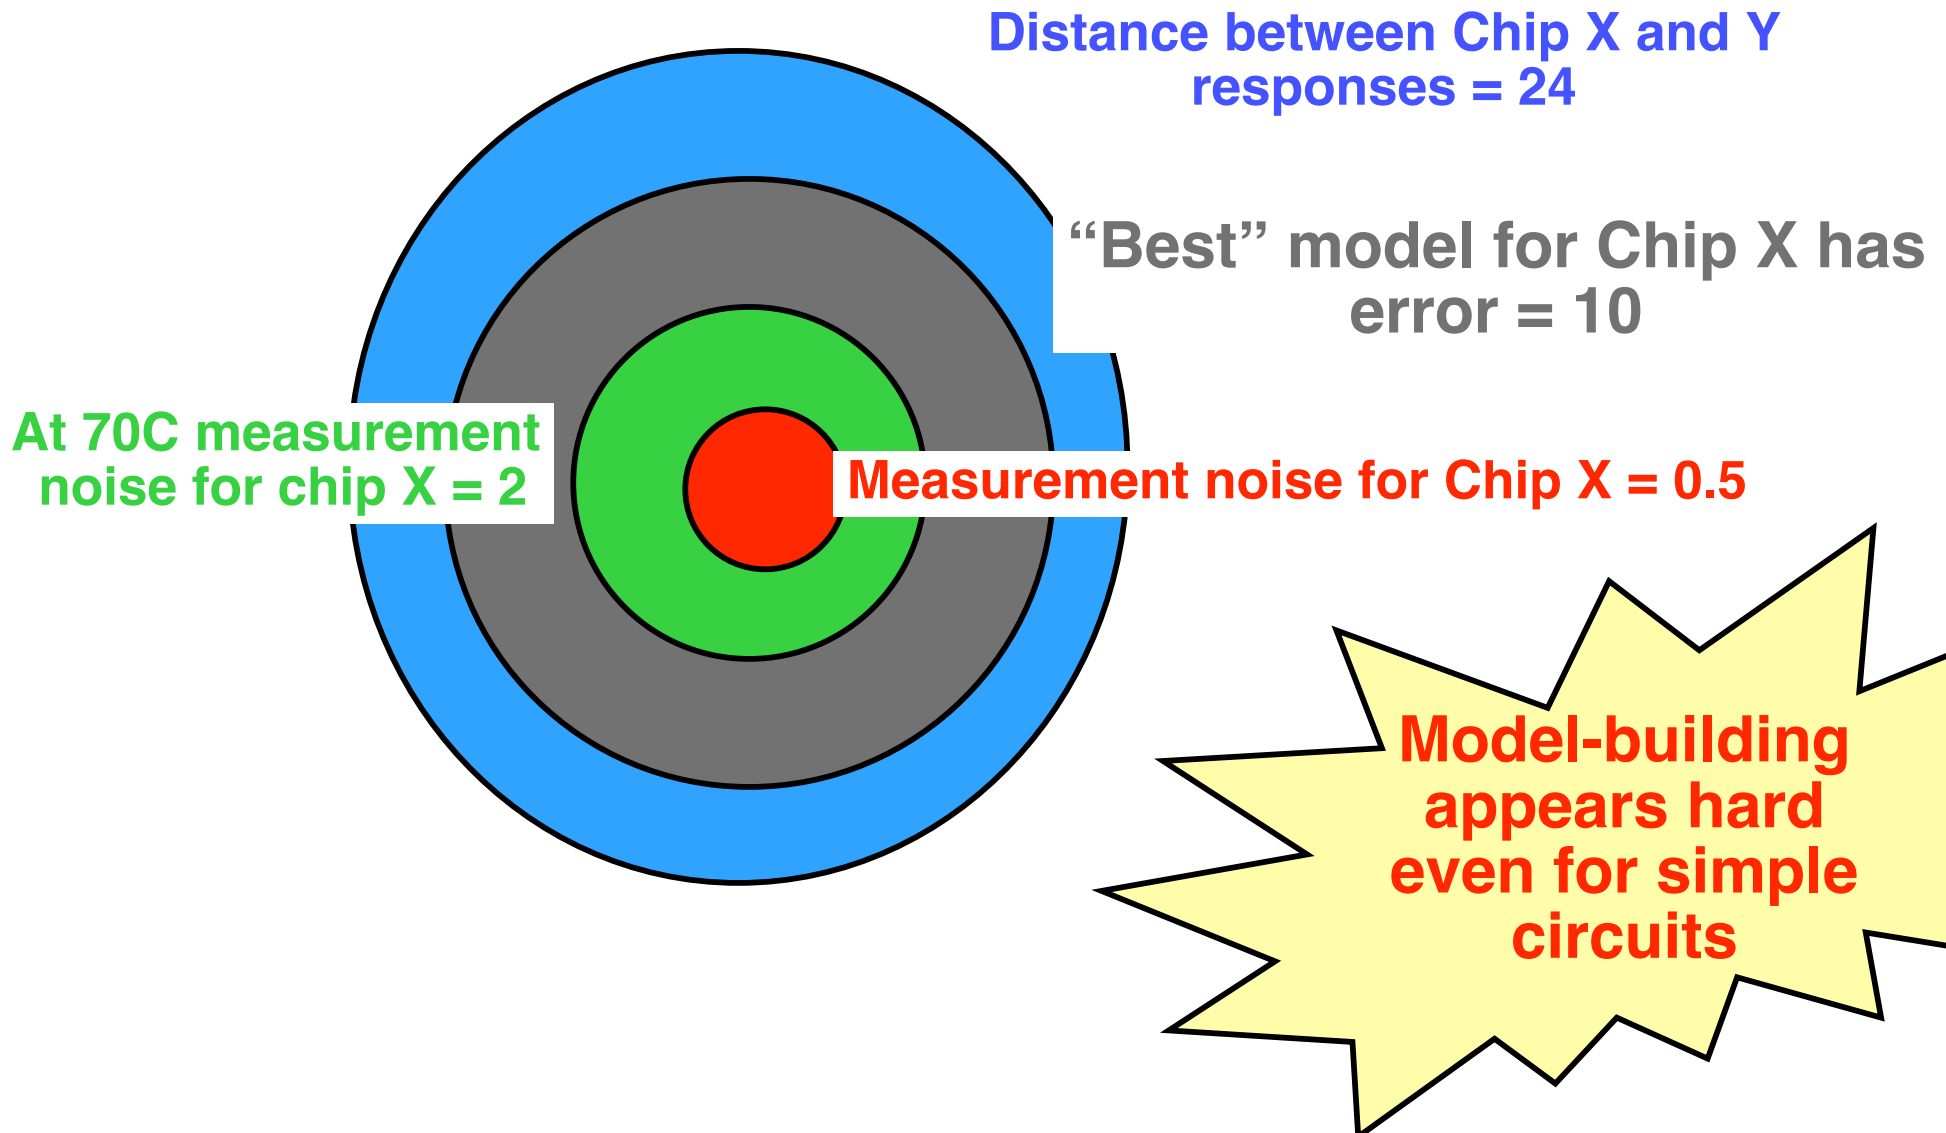 Distance between Chip X and Y
responses = 24
“Best” model for Chip X has
error = 10
At 70C measurement
noise for chip X = 2
Measurement noise for Chip X = 0.5
Model-building
appears hard
even for simple
circuits